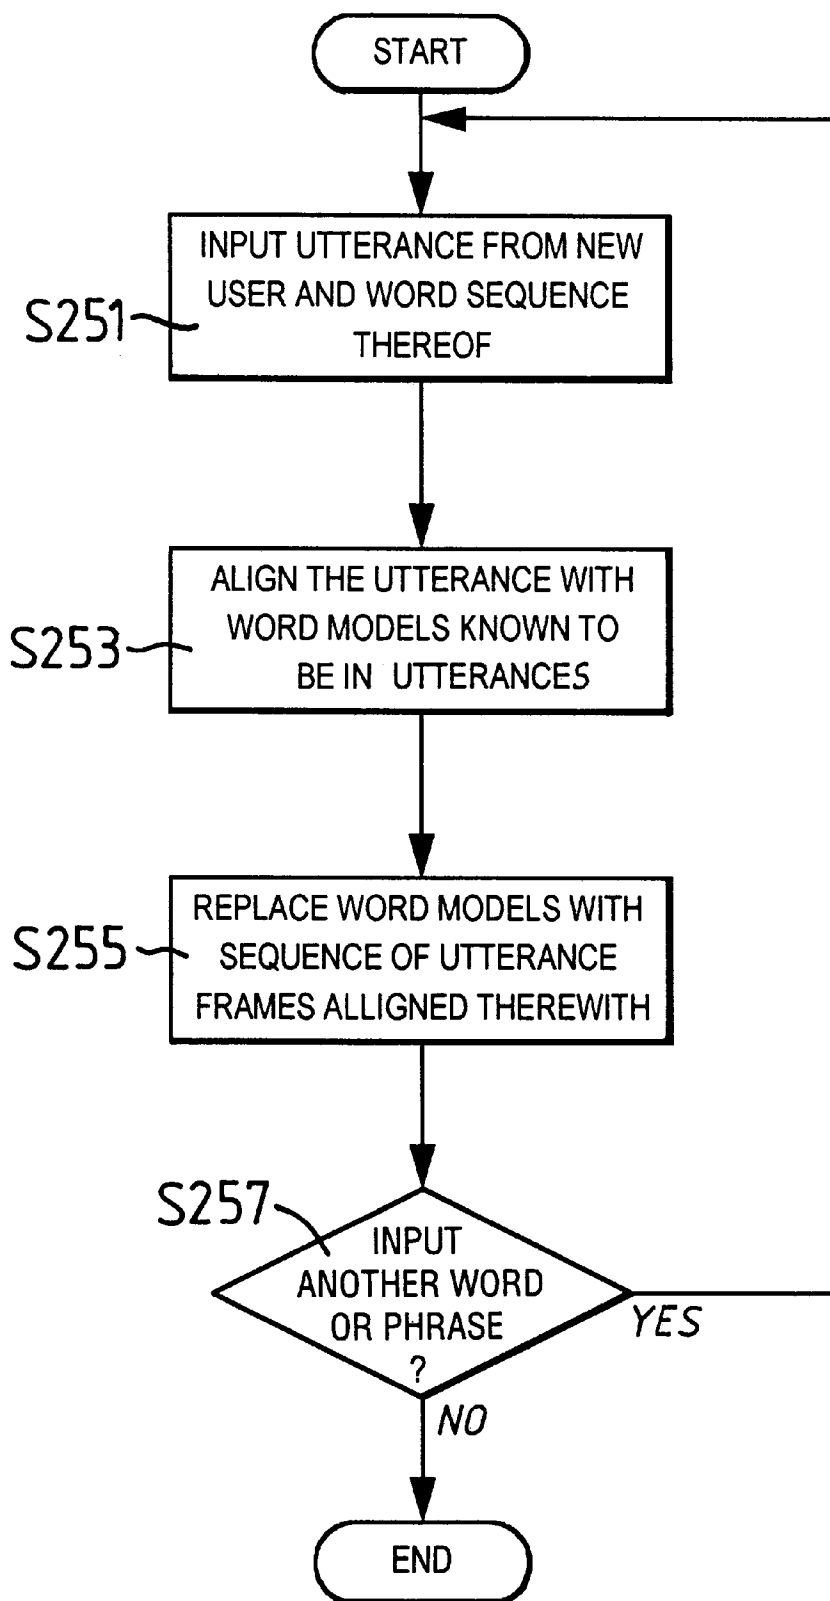 START
INPUT UTTERANCE FROM NEW
USER AND WORD SEQUENCE
THEREOF
S251
ALIGN THE UTTERANCE WITH
WORD MODELS KNOWN TO
BE IN UTTERANCES
S253
REPLACE WORD MODELS WITH
SEQUENCE OF UTTERANCE
FRAMES ALLIGNED THEREWITH
S255
S257
INPUT
ANOTHER WORD
OR PHRASE
?
YES
NO
END